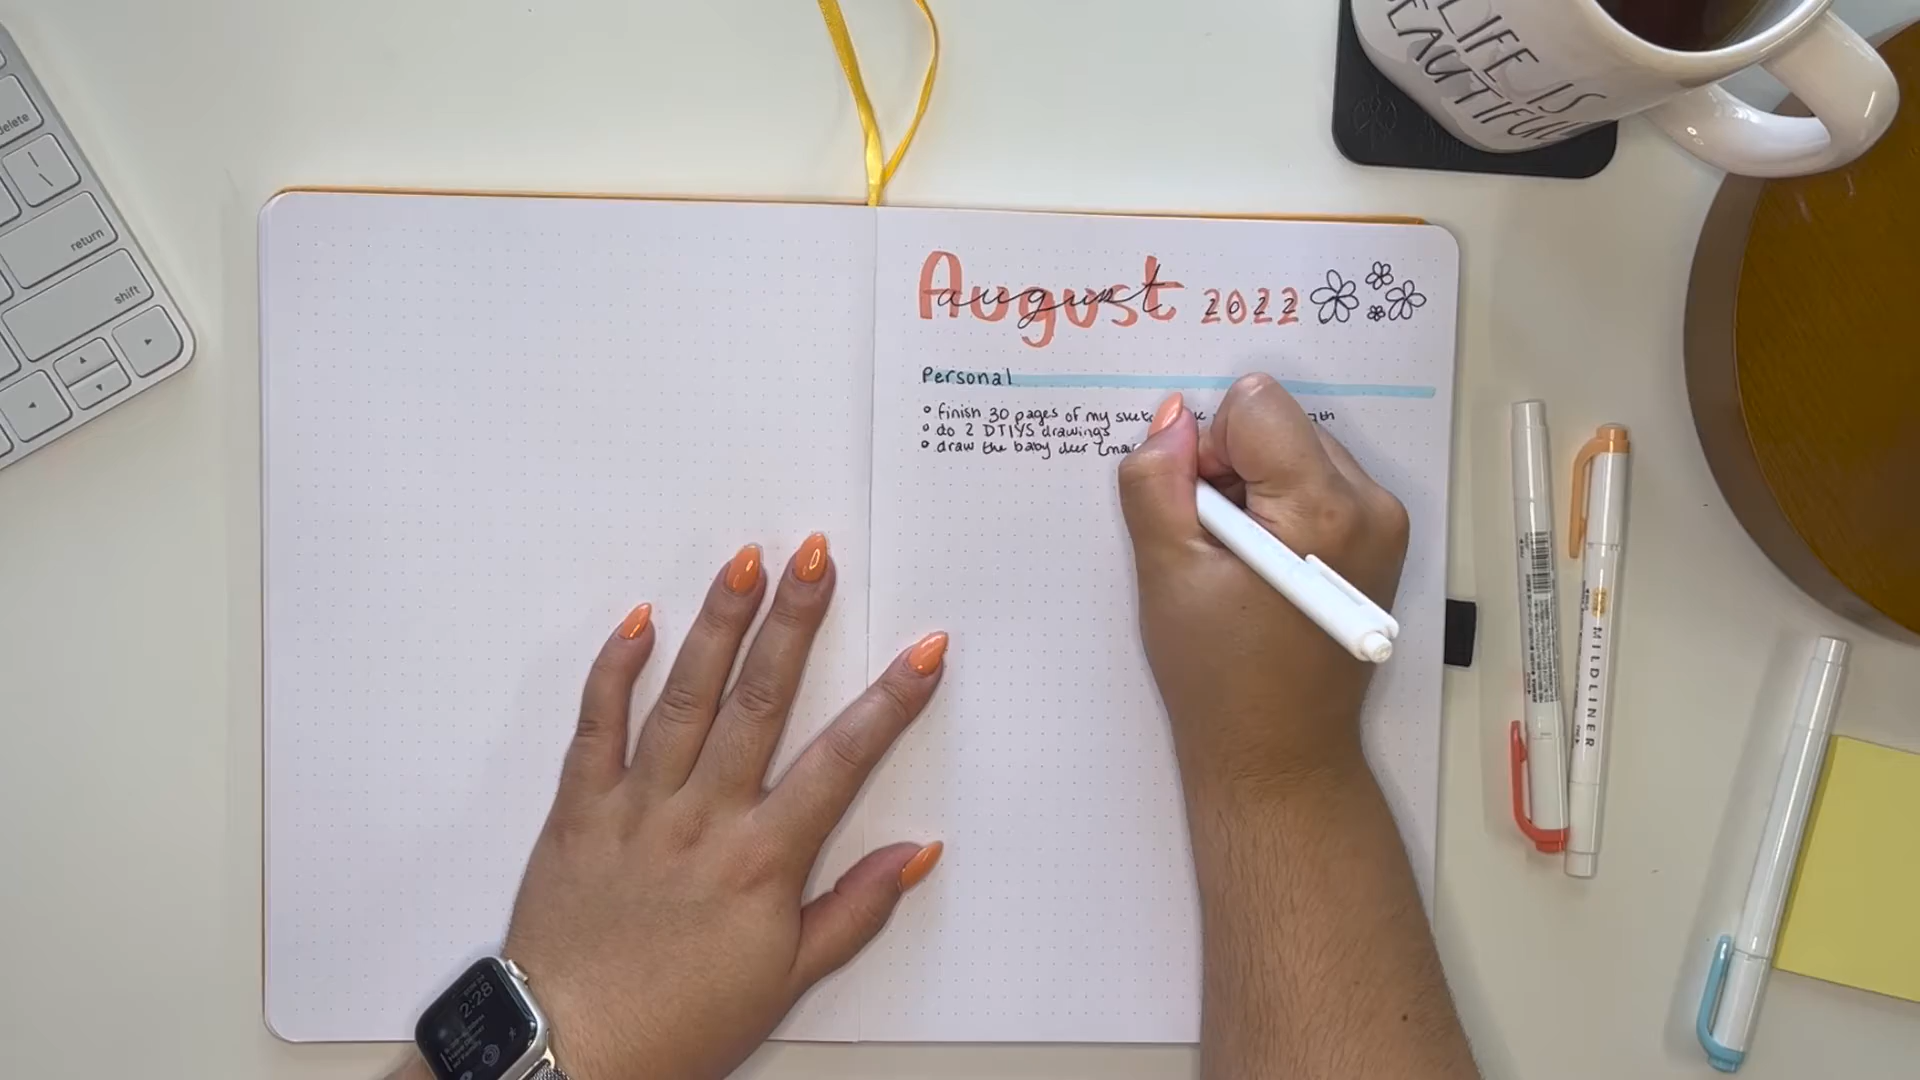 delete
return
shift
LIFE IS
BEAUTIFUL
August
august 2022
Personal
finish 30 pages of my
do 2 DTIYS drawings
draw the baby deer
MILDLINER
2:28